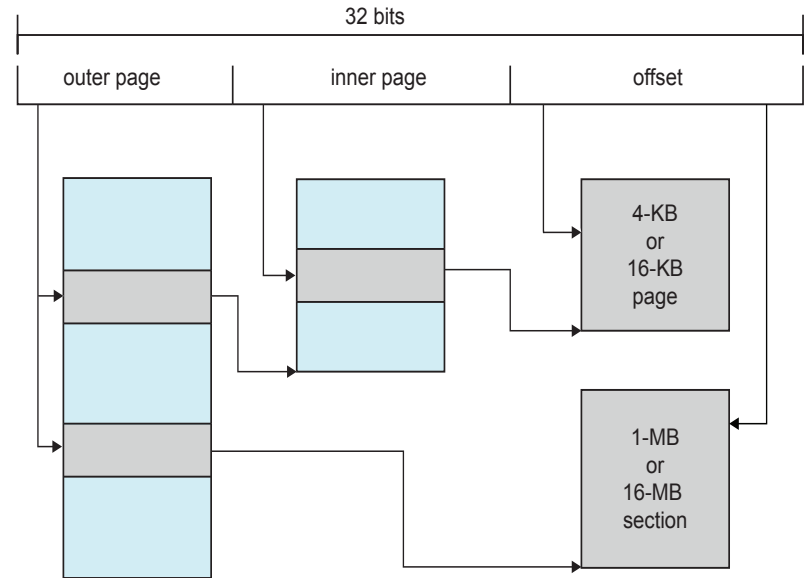 32 bits
outer page
inner page
offset
4-KB
or
16-KB
page
1-MB
or
16-MB
section